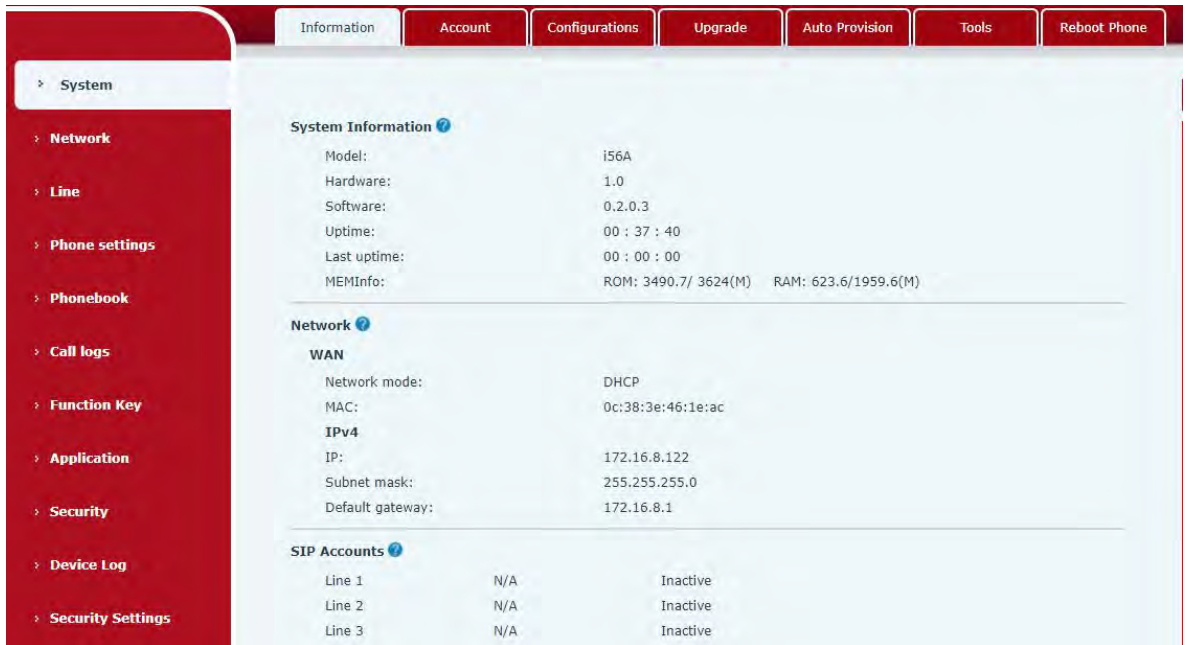 Information Account Configurations Upgrade Auto Provision Tools Reboot Phone
› System
› Network
› Line
› Phone settings
› Phonebook
› Call logs
› Function Key
› Application
› Security
› Device Log
› Security Settings
System Information ?
Model: i56A
Hardware: 1.0
Software: 0.2.0.3
Uptime: 00 : 37 : 40
Last uptime: 00 : 00 : 00
MEMInfo: ROM: 3490.7/ 3624(M) RAM: 623.6/1959.6(M)
Network ?
WAN
Network mode: DHCP
MAC: 0c:38:3e:46:1e:ac
IPv4
IP: 172.16.8.122
Subnet mask: 255.255.255.0
Default gateway: 172.16.8.1
SIP Accounts ?
Line 1 N/A Inactive
Line 2 N/A Inactive
Line 3 N/A Inactive